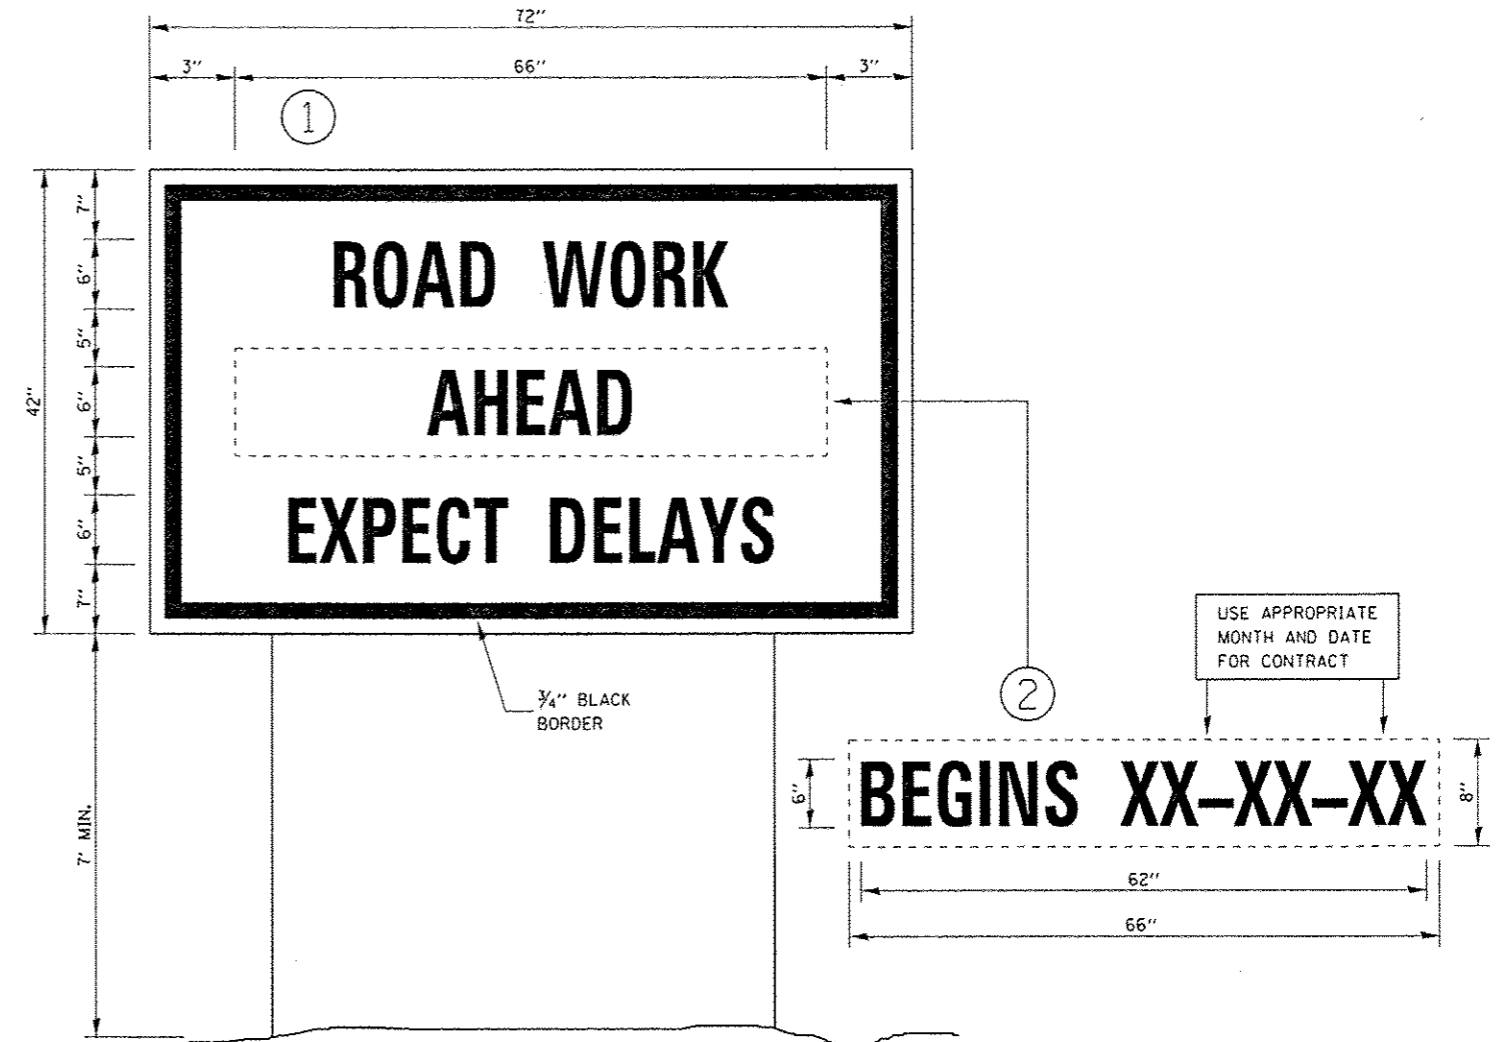 72"
3" 66" 3"
1
7"
6"
5"
6"
5"
6"
7"
42"
ROAD WORK
AHEAD
EXPECT DELAYS
3/4" BLACK
BORDER
7' MIN.
2
USE APPROPRIATE
MONTH AND DATE
FOR CONTRACT
6"
BEGINS XX-XX-XX
8"
62"
66"